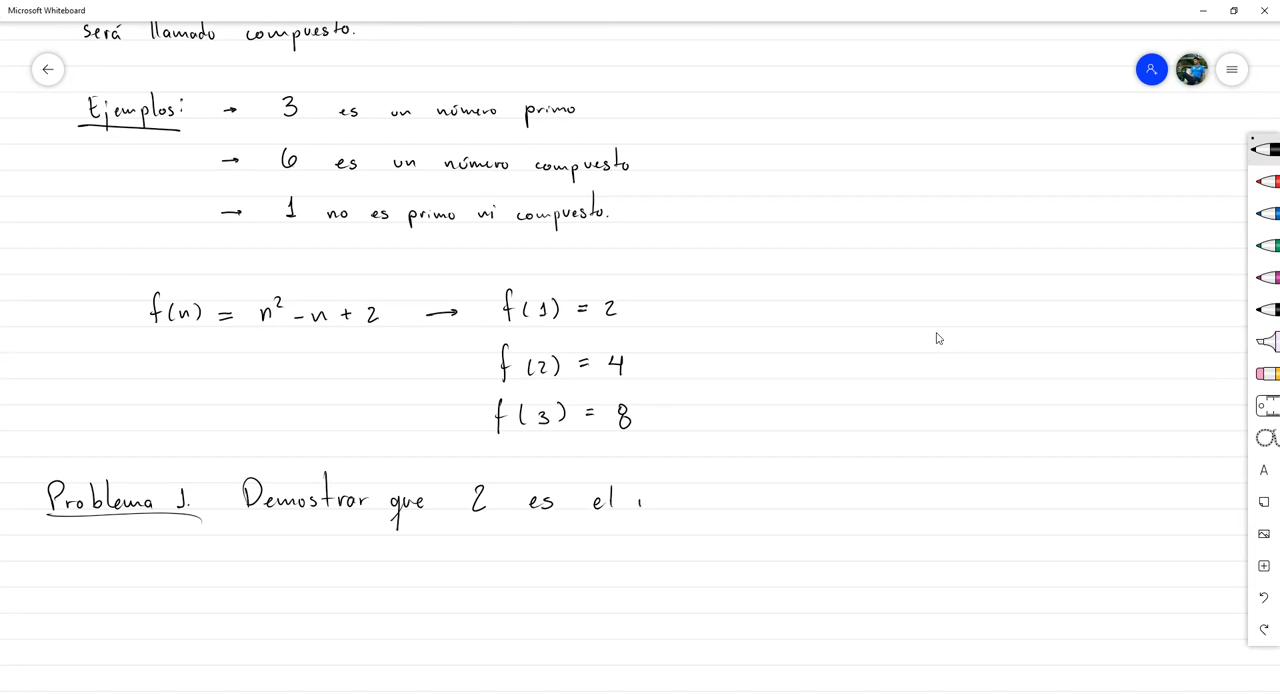 Microsoft Whiteboard
será llamado compuesto.
Ejemplos: → 3 es un número primo
→ 6 es un número compuesto
→ 1 no es primo ni compuesto.
f(n) = n² - n + 2 → f(1) = 2
f(2) = 4
f(3) = 8
Problema 1. Demostrar que 2 es el
A